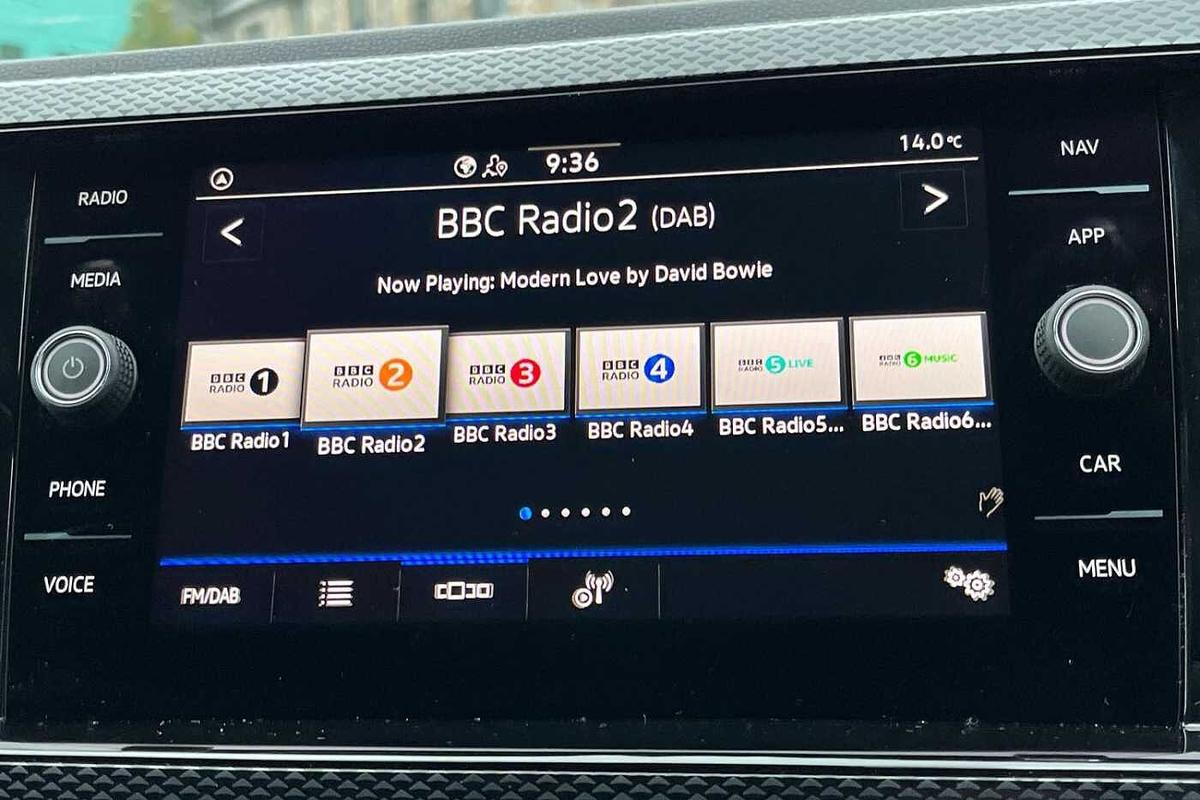 14.0°C
9:36
RADIO
MEDIA
PHONE
VOICE
NAV
APP
CAR
MENU
<
BBC Radio2 (DAB)
>
Now Playing: Modern Love by David Bowie
BBC RADIO 1
BBC RADIO 2
BBC RADIO 3
BBC RADIO 4
BBC RADIO 5 LIVE
BBC RADIO 6 MUSIC
BBC Radio1
BBC Radio2
BBC Radio3
BBC Radio4
BBC Radio5...
BBC Radio6...
FM/DAB